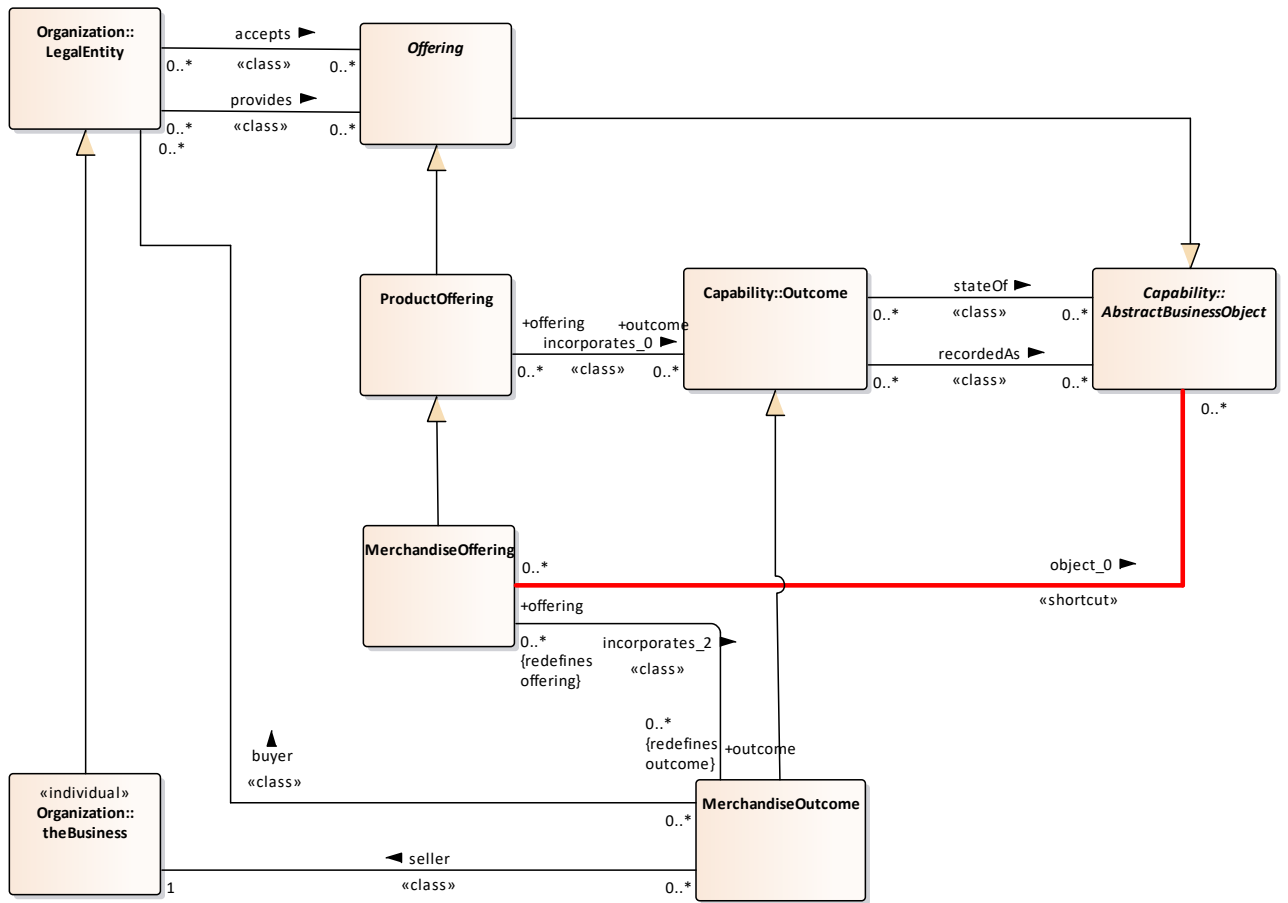 Organization::
LegalEntity
accepts
0..*
«class»
0..*
provides
0..*
«class»
0..*
0..*
Offering
ProductOffering
+offering
+outcome
incorporates_0
0..*
«class»
0..*
Capability::Outcome
stateOf
0..*
«class»
0..*
recordedAs
0..*
«class»
0..*
Capability::
AbstractBusinessObject
0..*
MerchandiseOffering
0..*
object_0
«shortcut»
+offering
0..*
{redefines
offering}
incorporates_2
«class»
0..*
{redefines
outcome}
+outcome
buyer
«class»
«individual»
Organization::
theBusiness
MerchandiseOutcome
0..*
seller
1
«class»
0..*